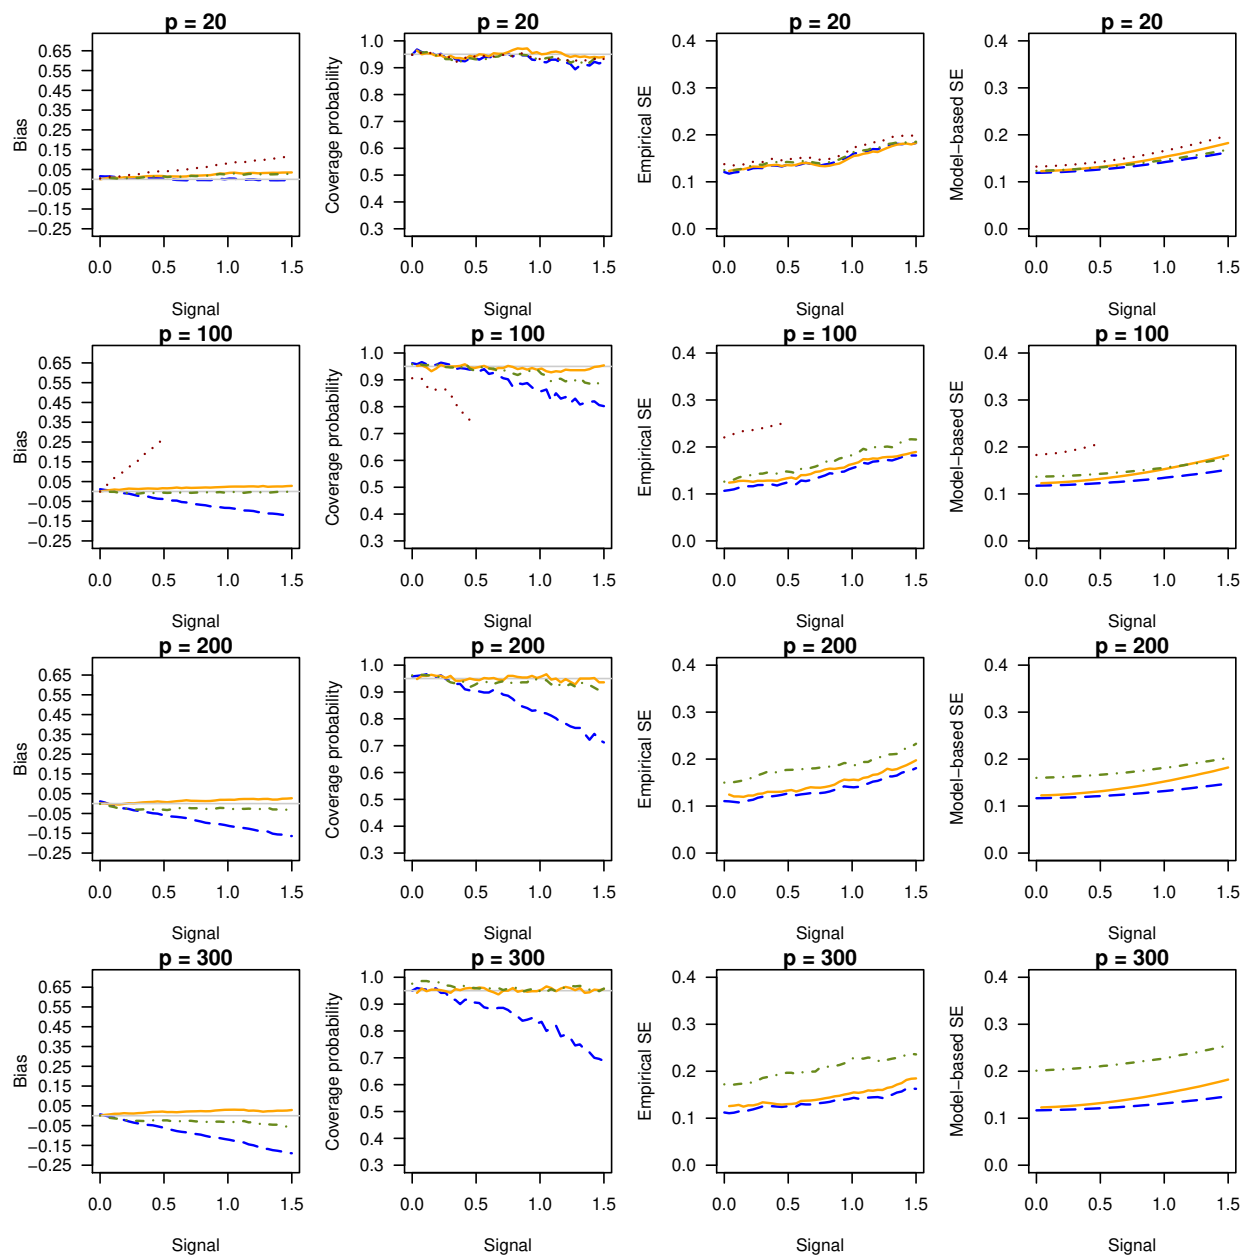 p = 20
p = 20
p = 20
p = 20
Bias
0.65
0.55
0.45
0.35
0.25
0.15
0.05
−0.05
−0.15
−0.25
0.0 0.5 1.0 1.5
Signal
Coverage probability
1.0
0.9
0.8
0.7
0.6
0.5
0.4
0.3
0.0 0.5 1.0 1.5
Signal
Empirical SE
0.4
0.3
0.2
0.1
0.0
0.0 0.5 1.0 1.5
Signal
Model−based SE
0.4
0.3
0.2
0.1
0.0
0.0 0.5 1.0 1.5
Signal
p = 100
p = 100
p = 100
p = 100
Bias
0.65
0.55
0.45
0.35
0.25
0.15
0.05
−0.05
−0.15
−0.25
0.0 0.5 1.0 1.5
Signal
Coverage probability
1.0
0.9
0.8
0.7
0.6
0.5
0.4
0.3
0.0 0.5 1.0 1.5
Signal
Empirical SE
0.4
0.3
0.2
0.1
0.0
0.0 0.5 1.0 1.5
Signal
Model−based SE
0.4
0.3
0.2
0.1
0.0
0.0 0.5 1.0 1.5
Signal
p = 200
p = 200
p = 200
p = 200
Bias
0.65
0.55
0.45
0.35
0.25
0.15
0.05
−0.05
−0.15
−0.25
0.0 0.5 1.0 1.5
Signal
Coverage probability
1.0
0.9
0.8
0.7
0.6
0.5
0.4
0.3
0.0 0.5 1.0 1.5
Signal
Empirical SE
0.4
0.3
0.2
0.1
0.0
0.0 0.5 1.0 1.5
Signal
Model−based SE
0.4
0.3
0.2
0.1
0.0
0.0 0.5 1.0 1.5
Signal
p = 300
p = 300
p = 300
p = 300
Bias
0.65
0.55
0.45
0.35
0.25
0.15
0.05
−0.05
−0.15
−0.25
0.0 0.5 1.0 1.5
Signal
Coverage probability
1.0
0.9
0.8
0.7
0.6
0.5
0.4
0.3
0.0 0.5 1.0 1.5
Signal
Empirical SE
0.4
0.3
0.2
0.1
0.0
0.0 0.5 1.0 1.5
Signal
Model−based SE
0.4
0.3
0.2
0.1
0.0
0.0 0.5 1.0 1.5
Signal